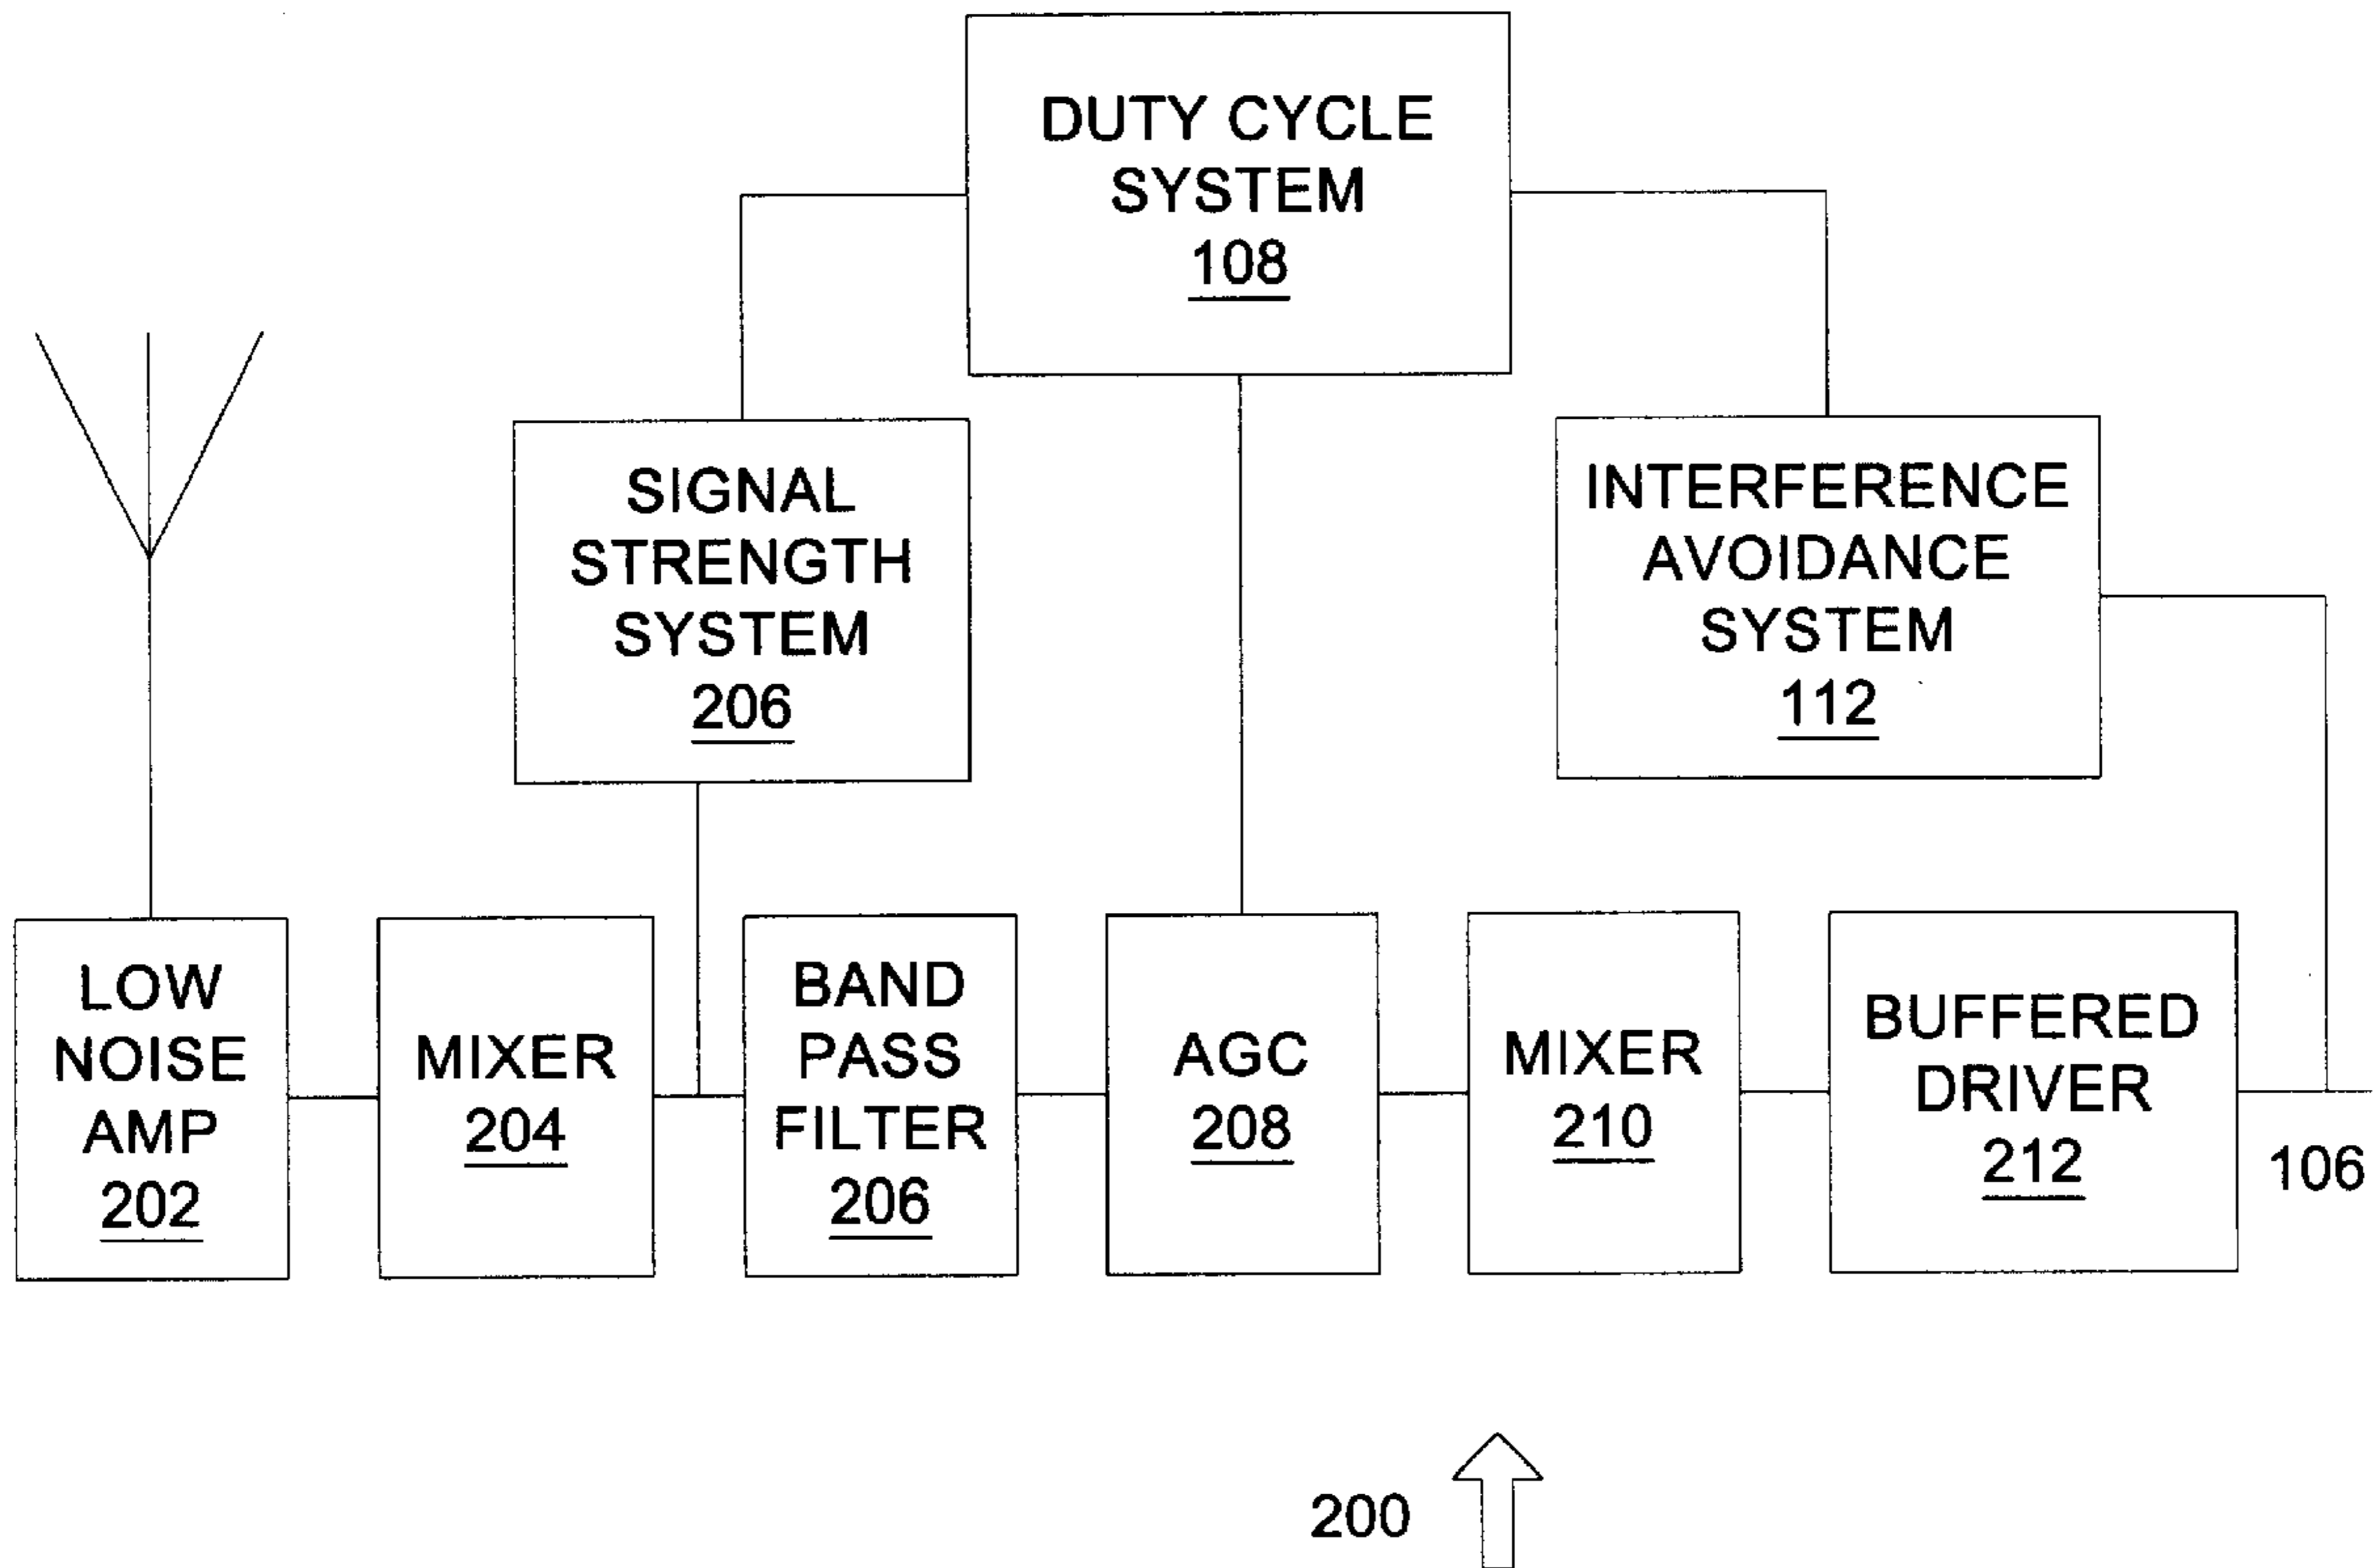 DUTY CYCLE
SYSTEM
108
SIGNAL
STRENGTH
SYSTEM
206
INTERFERENCE
AVOIDANCE
SYSTEM
112
LOW
NOISE
AMP
202
MIXER
204
BAND
PASS
FILTER
206
AGC
208
MIXER
210
BUFFERED
DRIVER
212
106
200